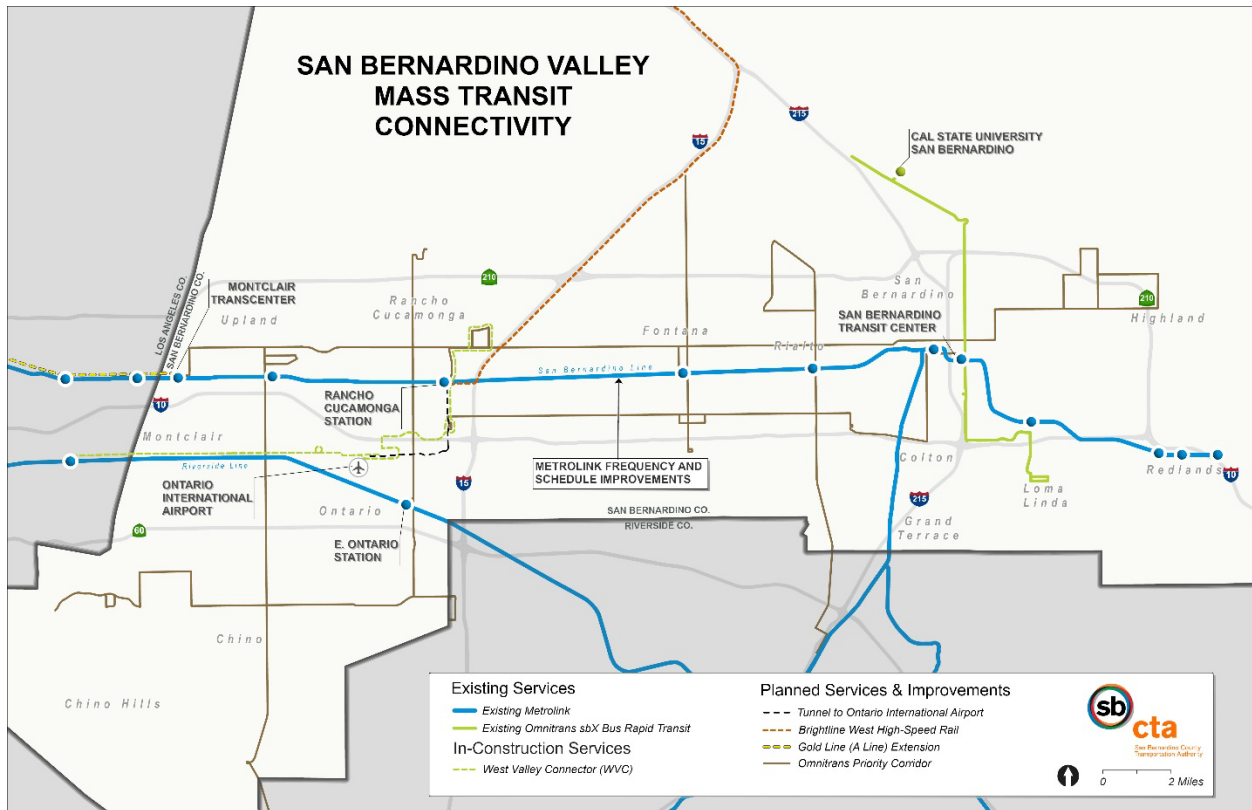 SAN BERNARDINO VALLEY
MASS TRANSIT
CONNECTIVITY
215
15
CAL STATE UNIVERSITY
SAN BERNARDINO
LOS ANGELES CO.
SAN BERNARDINO CO.
MONTCLAIR
TRANSCENTER
Upland
Rancho
Cucamonga
210
San
Bernardino
SAN BERNARDINO
TRANSIT CENTER
210
Highland
Fontana
Rialto
San Bernardino Line
10
RANCHO
CUCAMONGA
STATION
Montclair
Riverside Line
METROLINK FREQUENCY AND
SCHEDULE IMPROVEMENTS
Colton
Redlands
10
ONTARIO
INTERNATIONAL
AIRPORT
15
215
Loma
Linda
Ontario
SAN BERNARDINO CO.
RIVERSIDE CO.
Grand
Terrace
60
E. ONTARIO
STATION
Chino
Chino Hills
Existing Services
Existing Metrolink
Existing Omnitrans sbX Bus Rapid Transit
In-Construction Services
West Valley Connector (WVC)
Planned Services & Improvements
Tunnel to Ontario International Airport
Brightline West High-Speed Rail
Gold Line (A Line) Extension
Omnitrans Priority Corridor
sb
cta
San Bernardino County
Transportation Authority
0 2 Miles